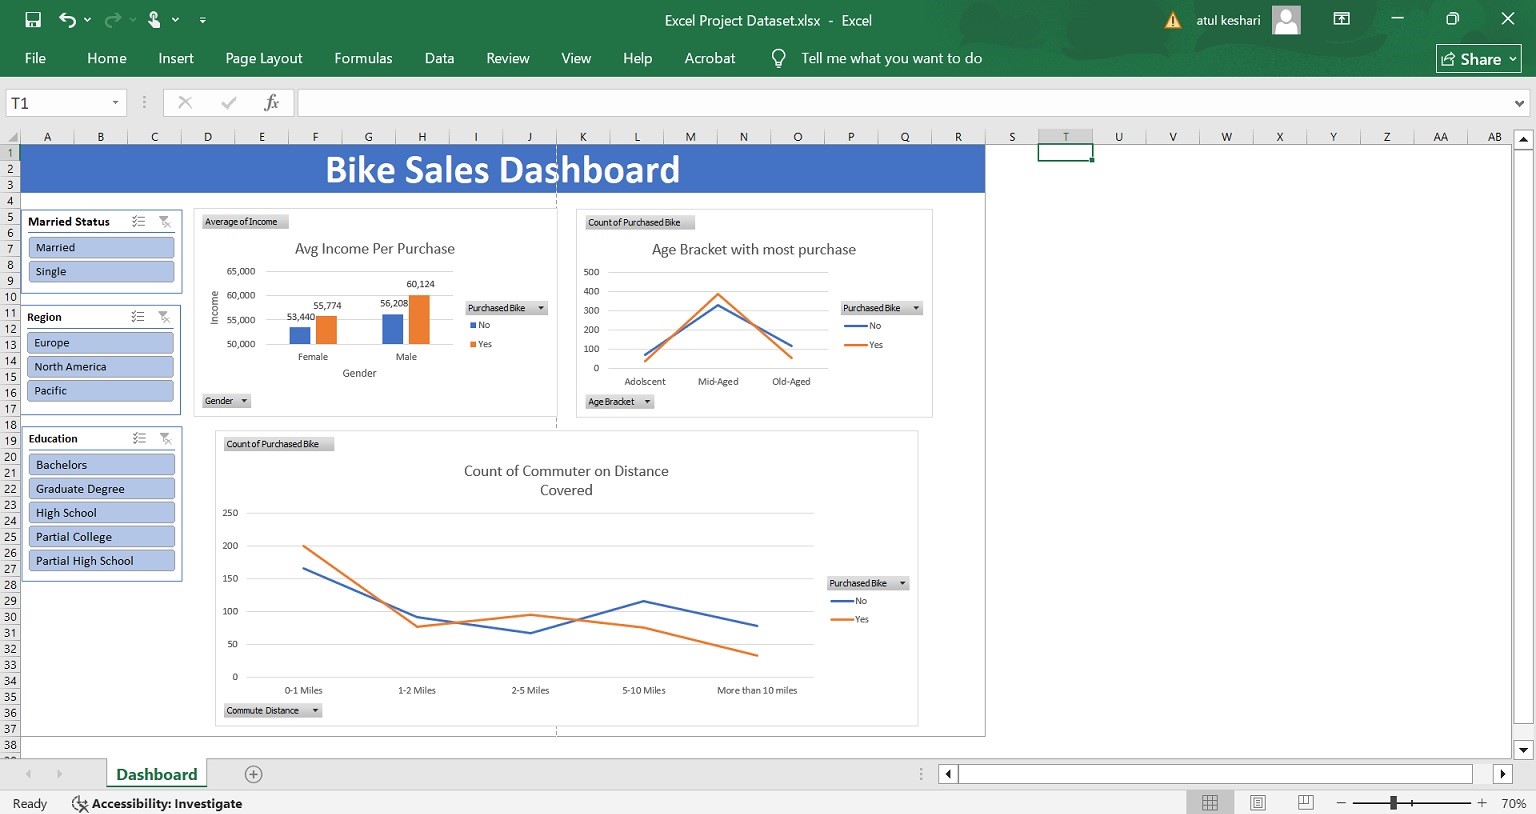 Excel Project Dataset.xlsx - Excel
atul keshari
File Home Insert Page Layout Formulas Data Review View Help Acrobat Tell me what you want to do Share
T1 fx
A B C D E F G H I J K L M N O P Q R S T U V W X Y Z AA AB
1
2
3
4
5
6
7
8
9
10
11
12
13
14
15
16
17
18
19
20
21
22
23
24
25
26
27
28
29
30
31
32
33
34
35
36
37
38
Bike Sales Dashboard
Married Status
Married
Single
Region
Europe
North America
Pacific
Education
Bachelors
Graduate Degree
High School
Partial College
Partial High School
Average of Income
Avg Income Per Purchase
65,000
60,000
55,000
50,000
Income
53,440
55,774
56,208
60,124
Female Male
Gender
Purchased Bike
No
Yes
Gender
Count of Purchased Bike
Age Bracket with most purchase
500
400
300
200
100
0
Adolscent Mid-Aged Old-Aged
Purchased Bike
No
Yes
Age Bracket
Count of Purchased Bike
Count of Commuter on Distance
Covered
250
200
150
100
50
0
0-1 Miles 1-2 Miles 2-5 Miles 5-10 Miles More than 10 miles
Purchased Bike
No
Yes
Commute Distance
Dashboard
Ready Accessibility: Investigate 70%